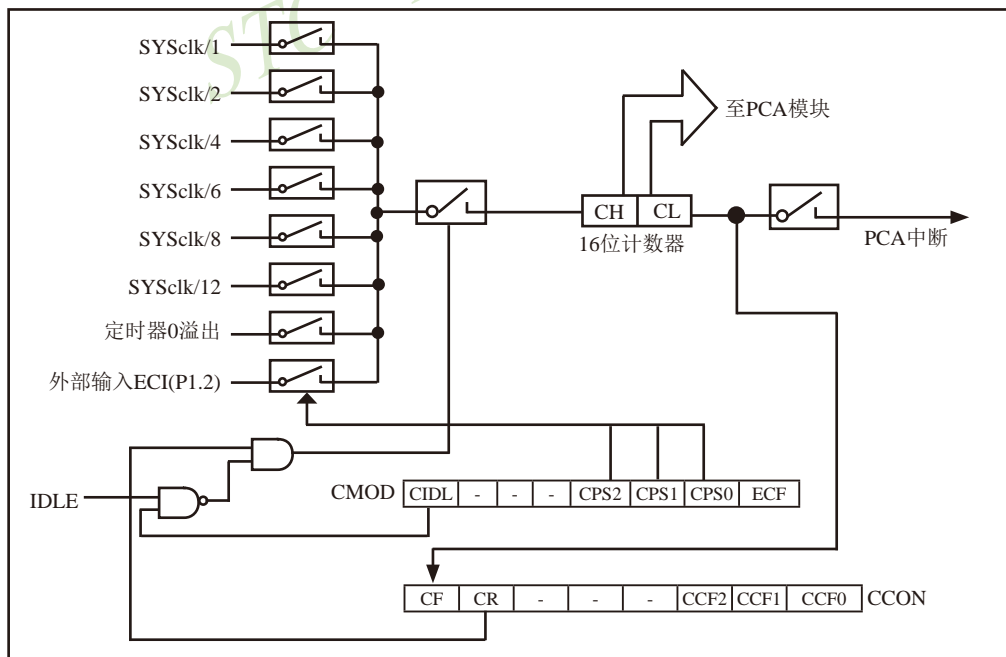 STC
SYSclk/1
SYSclk/2
SYSclk/4
SYSclk/6
SYSclk/8
SYSclk/12
定时器0溢出
外部输入ECI(P1.2)
至PCA模块
CH CL
16位计数器
PCA中断
IDLE
CMOD CIDL - - - CPS2 CPS1 CPS0 ECF
CF CR - - - CCF2 CCF1 CCF0 CCON